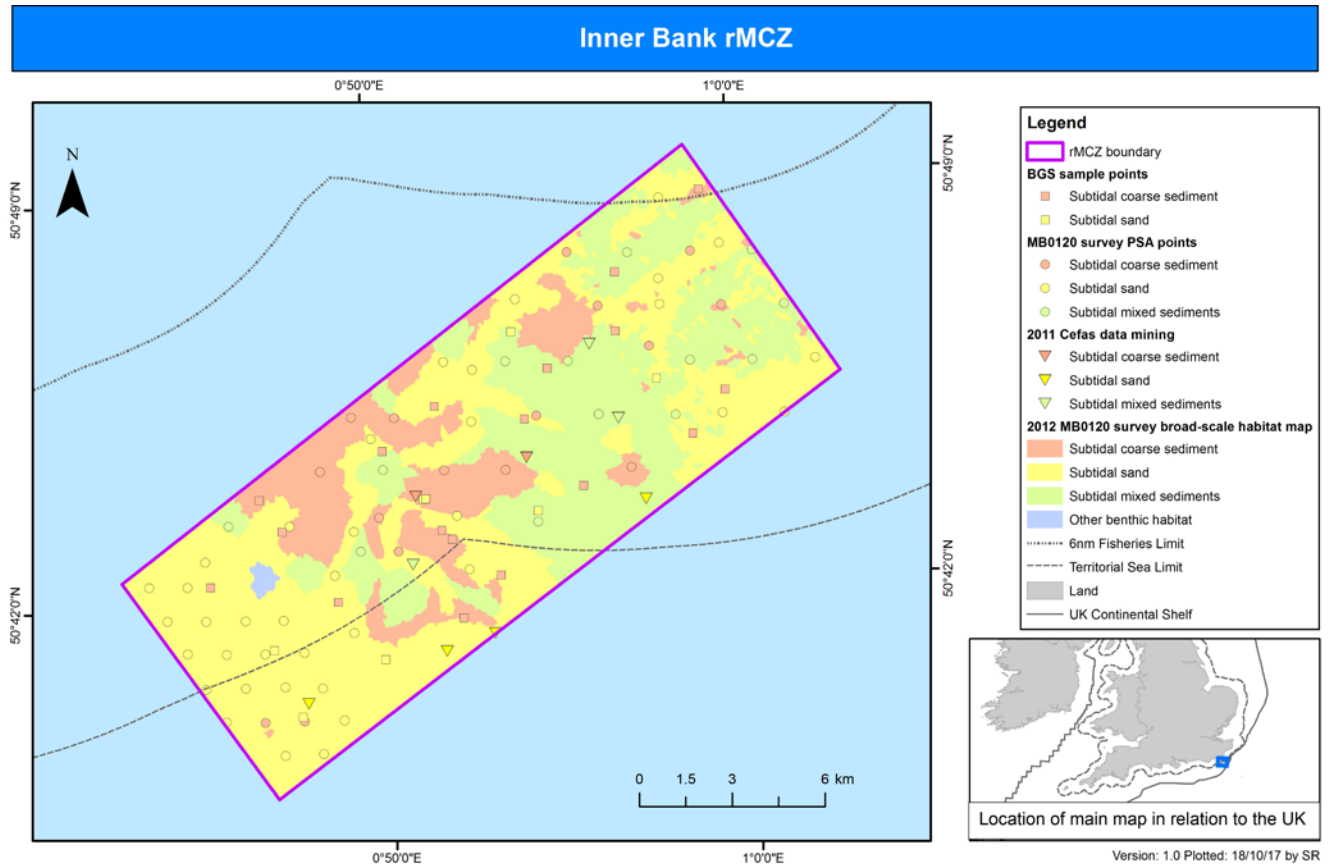 Inner Bank rMCZ
0°50'0"E
1°0'0"E
N
50°49'0"N
50°49'0"N
50°42'0"N
50°42'0"N
0 1.5 3 6 km
0°50'0"E
1°0'0"E
Legend
rMCZ boundary
BGS sample points
Subtidal coarse sediment
Subtidal sand
MB0120 survey PSA points
Subtidal coarse sediment
Subtidal sand
Subtidal mixed sediments
2011 Cefas data mining
Subtidal coarse sediment
Subtidal sand
Subtidal mixed sediments
2012 MB0120 survey broad-scale habitat map
Subtidal coarse sediment
Subtidal sand
Subtidal mixed sediments
Other benthic habitat
6nm Fisheries Limit
Territorial Sea Limit
Land
UK Continental Shelf
Location of main map in relation to the UK
Version: 1.0 Plotted: 18/10/17 by SR